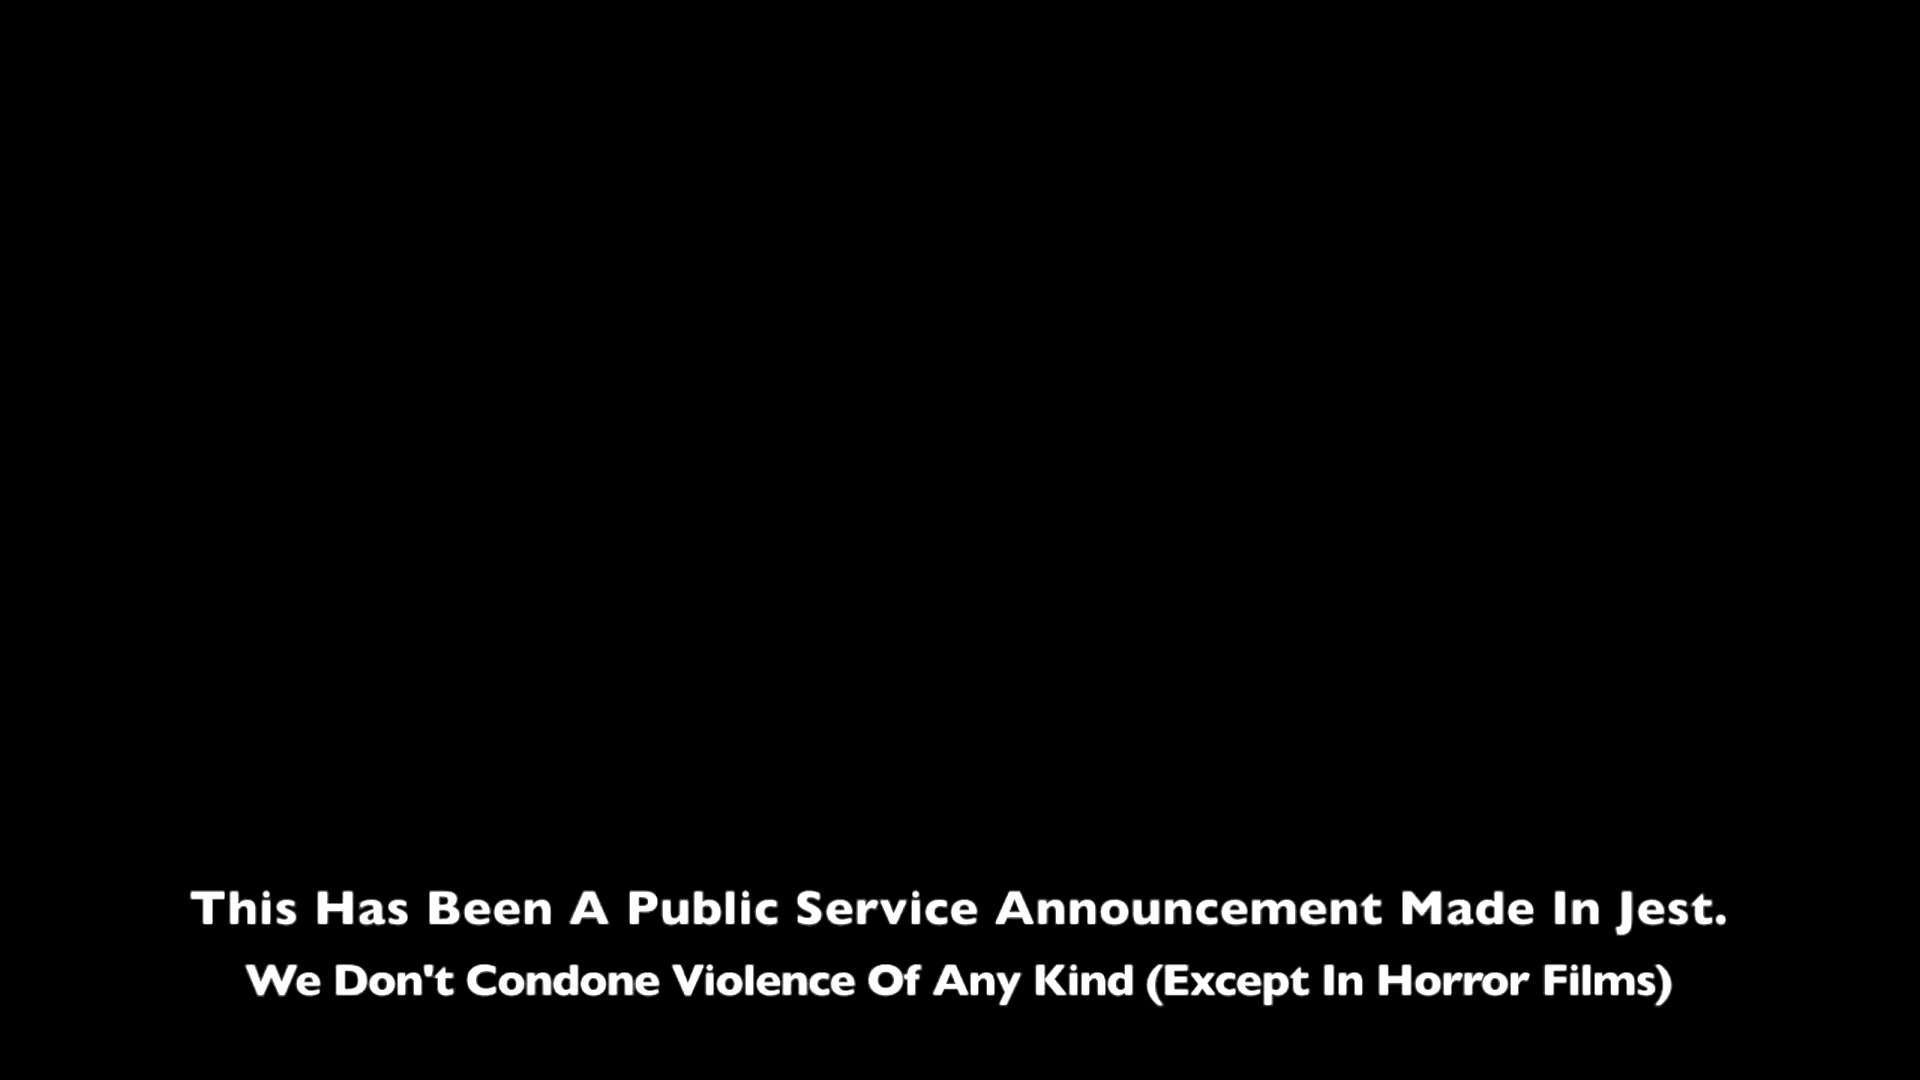 This Has Been A Public Service Announcement Made In Jest.
We Don't Condone Violence Of Any Kind (Except In Horror Films)